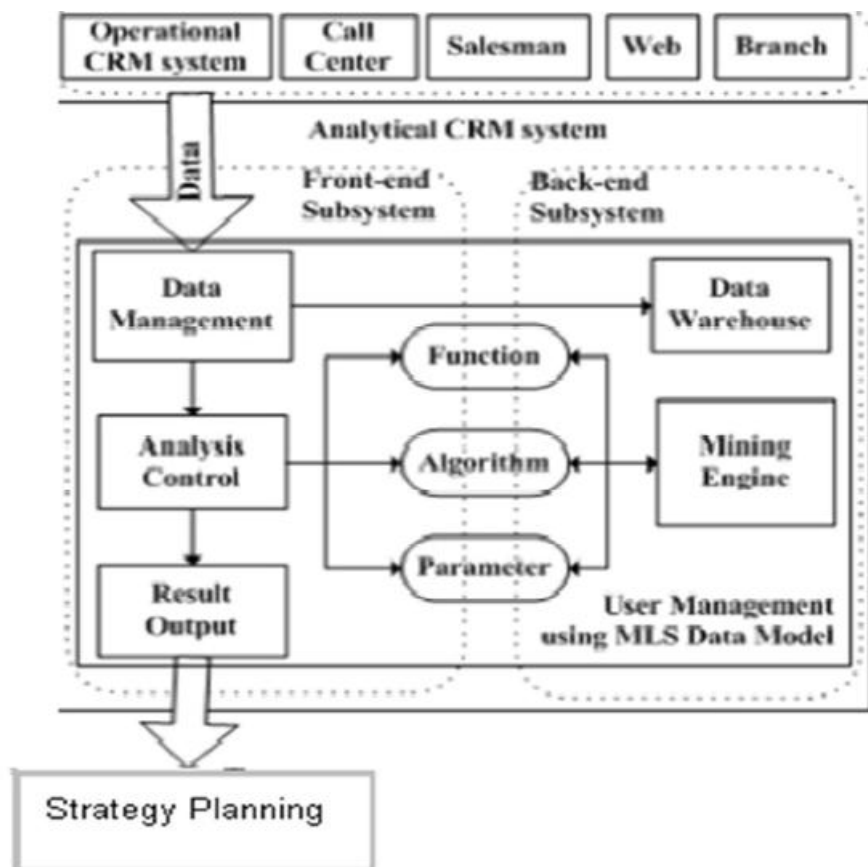 Operational
CRM system
Call
Center
Salesman
Web
Branch
Data
Analytical CRM system
Front-end
Subsystem
Back-end
Subsystem
Data
Management
Data
Warehouse
Function
Analysis
Control
Algorithm
Mining
Engine
Parameter
Result
Output
User Management
using MLS Data Model
Strategy Planning